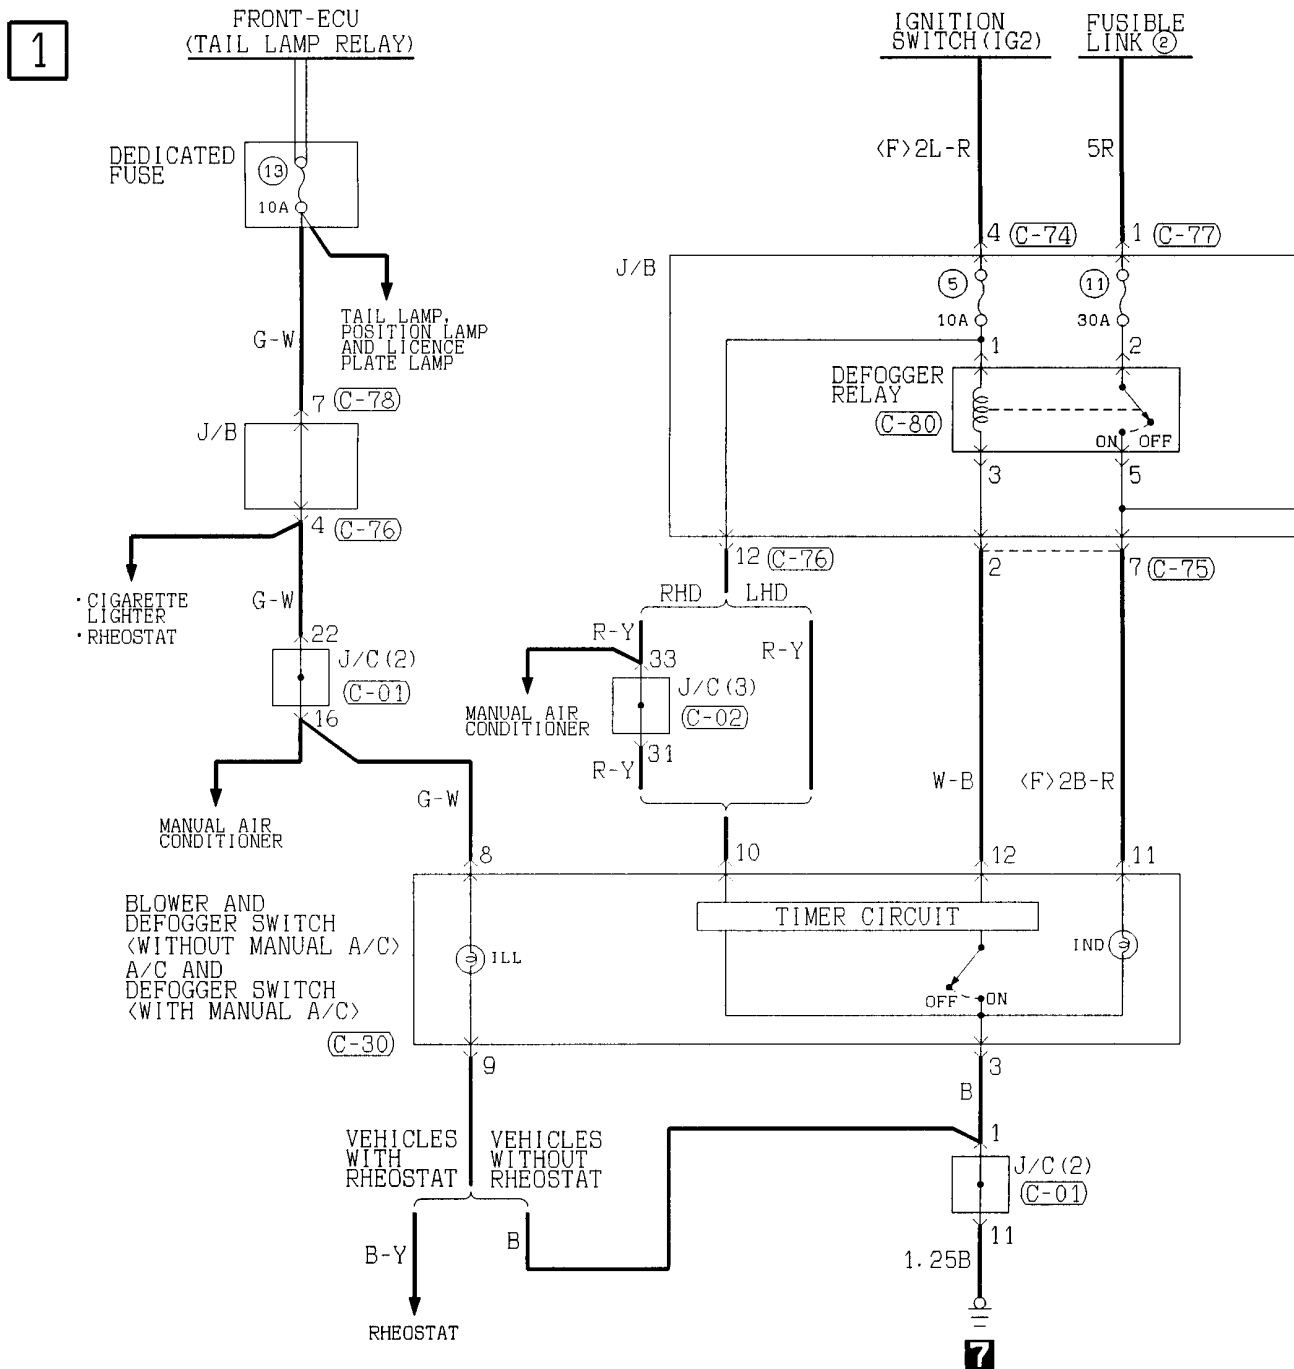 1
FRONT-ECU
(TAIL LAMP RELAY)
IGNITION
SWITCH(IG2)
FUSIBLE
LINK ②
DEDICATED
FUSE
⑬
10A
<F>2L-R
5R
4 (C-74)
1 (C-77)
J/B
⑤
10A
⑪
30A
TAIL LAMP,
POSITION LAMP
AND LICENCE
PLATE LAMP
G-W
1
2
DEFOGGER
RELAY
(C-80)
ON OFF
7 (C-78)
J/B
3
5
4 (C-76)
12 (C-76)
2
7 (C-75)
· CIGARETTE
LIGHTER
· RHEOSTAT
G-W
RHD LHD
22
R-Y
R-Y
J/C(2)
(C-01)
33
J/C(3)
(C-02)
16
MANUAL AIR
CONDITIONER
31
R-Y
W-B
<F>2B-R
G-W
MANUAL AIR
CONDITIONER
8
10
12
11
BLOWER AND
DEFOGGER SWITCH
<WITHOUT MANUAL A/C>
A/C AND
DEFOGGER SWITCH
<WITH MANUAL A/C>
(C-30)
TIMER CIRCUIT
ILL
IND
OFF ON
9
3
B
VEHICLES
WITH
RHEOSTAT
VEHICLES
WITHOUT
RHEOSTAT
1
J/C(2)
(C-01)
B-Y
B
11
1.25B
RHEOSTAT
7